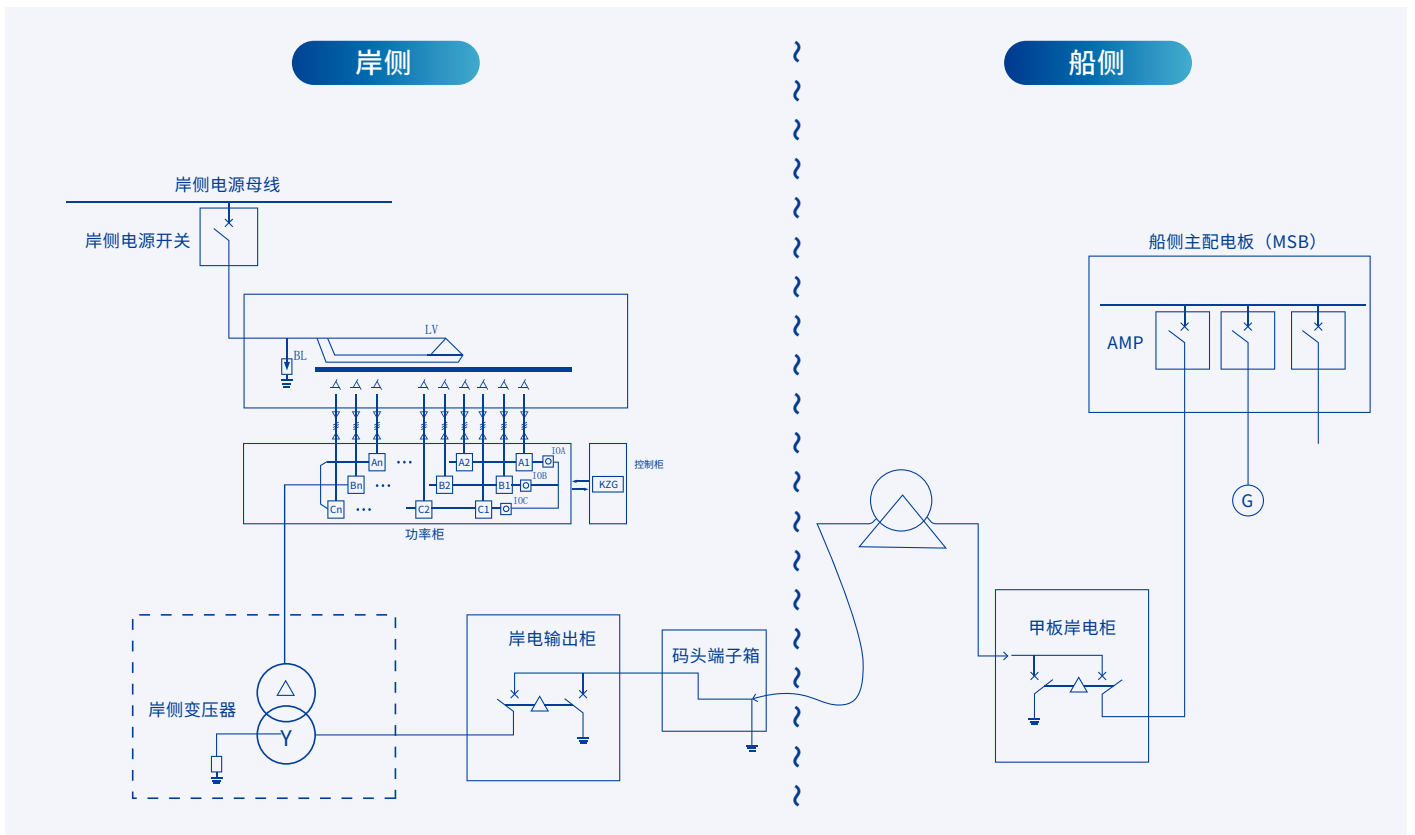 岸侧
船侧
岸侧电源母线
岸侧电源开关
船侧主配电板（MSB）
AMP
LV
BL
An
...
A2
A1
IOA
控制柜
Bn
...
B2
B1
IOB
KZG
Cn
...
C2
C1
IOC
功率柜
G
岸电输出柜
码头端子箱
甲板岸电柜
岸侧变压器
Y